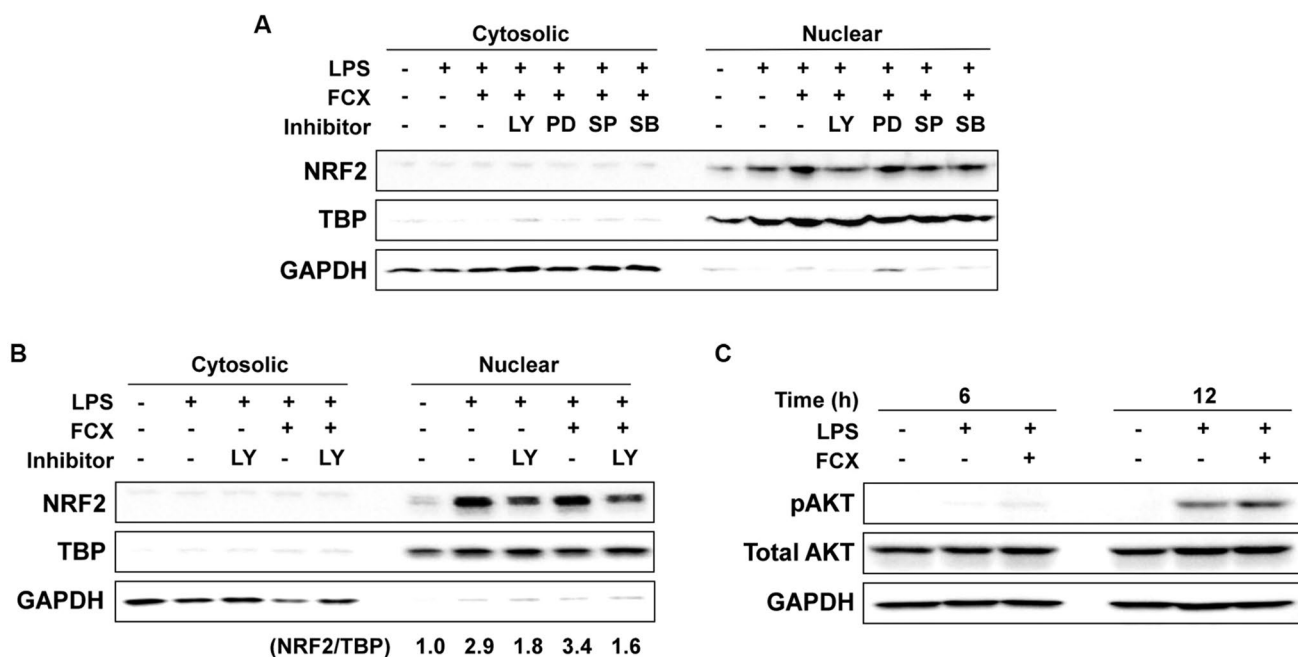 A
Cytosolic Nuclear
LPS - + + + + + + - + + + + + +
FCX - - + + + + + - - + + + + +
Inhibitor - - - LY PD SP SB - - - LY PD SP SB
NRF2
TBP
GAPDH
B
Cytosolic Nuclear
LPS - + + + + - + + + +
FCX - - - + + - - - + +
Inhibitor - - LY - LY - - LY - LY
NRF2
TBP
GAPDH
(NRF2/TBP) 1.0 2.9 1.8 3.4 1.6
C
Time (h) 6 12
LPS - + + - + +
FCX - - + - - +
pAKT
Total AKT
GAPDH